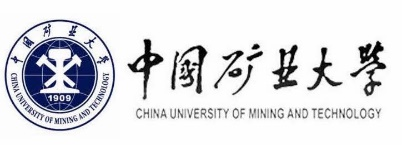 中国矿业大学
CHINA UNIVERSITY OF MINING AND TECHNOLOGY
1909
中国矿业大学
CHINA UNIVERSITY OF MINING AND TECHNOLOGY